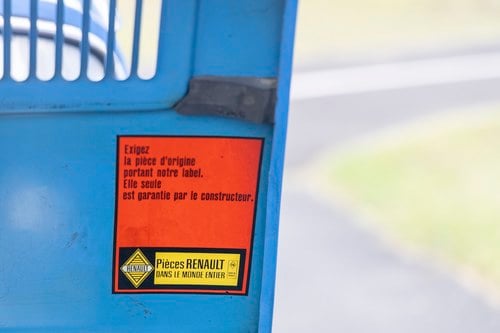 Exigez
la pièce d'origine
portant notre label.
Elle seule
est garantie par le constructeur.
RENAULT
Pièces RENAULT
DANS LE MONDE ENTIER